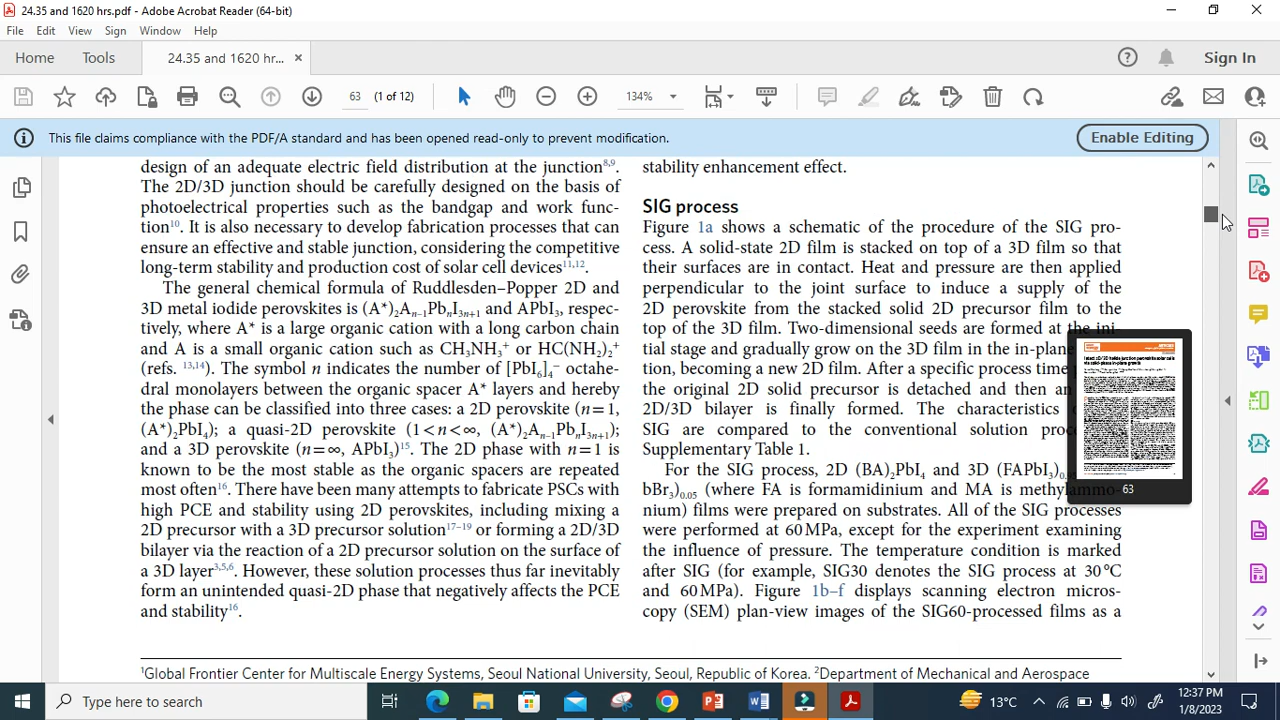 24.35 and 1620 hrs.pdf - Adobe Acrobat Reader (64-bit)
File Edit View Sign Window Help
Home Tools 24.35 and 1620 hr... Sign In
63 (1 of 12) 134%
This file claims compliance with the PDF/A standard and has been opened read-only to prevent modification. Enable Editing
design of an adequate electric field distribution at the junction8,9.
The 2D/3D junction should be carefully designed on the basis of
photoelectrical properties such as the bandgap and work func-
tion10. It is also necessary to develop fabrication processes that can
ensure an effective and stable junction, considering the competitive
long-term stability and production cost of solar cell devices11,12.
The general chemical formula of Ruddlesden–Popper 2D and
3D metal iodide perovskites is (A*)2An−1PbnI3n+1 and APbI3, respec-
tively, where A* is a large organic cation with a long carbon chain
and A is a small organic cation such as CH3NH3+ or HC(NH2)2+
(refs. 13,14). The symbol n indicates the number of [PbI6]4− octahe-
dral monolayers between the organic spacer A* layers and hereby
the phase can be classified into three cases: a 2D perovskite (n=1,
(A*)2PbI4); a quasi-2D perovskite (1<n<∞, (A*)2An−1PbnI3n+1);
and a 3D perovskite (n=∞, APbI3)15. The 2D phase with n=1 is
known to be the most stable as the organic spacers are repeated
most often16. There have been many attempts to fabricate PSCs with
high PCE and stability using 2D perovskites, including mixing a
2D precursor with a 3D precursor solution17–19 or forming a 2D/3D
bilayer via the reaction of a 2D precursor solution on the surface of
a 3D layer3,5,6. However, these solution processes thus far inevitably
form an unintended quasi-2D phase that negatively affects the PCE
and stability16.
stability enhancement effect.
SIG process
Figure 1a shows a schematic of the procedure of the SIG pro-
cess. A solid-state 2D film is stacked on top of a 3D film so that
their surfaces are in contact. Heat and pressure are then applied
perpendicular to the joint surface to induce a supply of the
2D perovskite from the stacked solid 2D precursor film to the
top of the 3D film. Two-dimensional seeds are formed at the ini-
tial stage and gradually grow on the 3D film in the in-plane
tion, becoming a new 2D film. After a specific process time
the original 2D solid precursor is detached and then an
2D/3D bilayer is finally formed. The characteristics
SIG are compared to the conventional solution
Supplementary Table 1.
For the SIG process, 2D (BA)2PbI4 and 3D (FAPbI3)
bBr3)0.05 (where FA is formamidinium and MA is methylammo-
nium) films were prepared on substrates. All of the SIG processes
were performed at 60 MPa, except for the experiment examining
the influence of pressure. The temperature condition is marked
after SIG (for example, SIG30 denotes the SIG process at 30 °C
and 60 MPa). Figure 1b–f displays scanning electron micros-
copy (SEM) plan-view images of the SIG60-processed films as a
63
1Global Frontier Center for Multiscale Energy Systems, Seoul National University, Seoul, Republic of Korea. 2Department of Mechanical and Aerospace
Type here to search
13°C
12:37 PM
1/8/2023